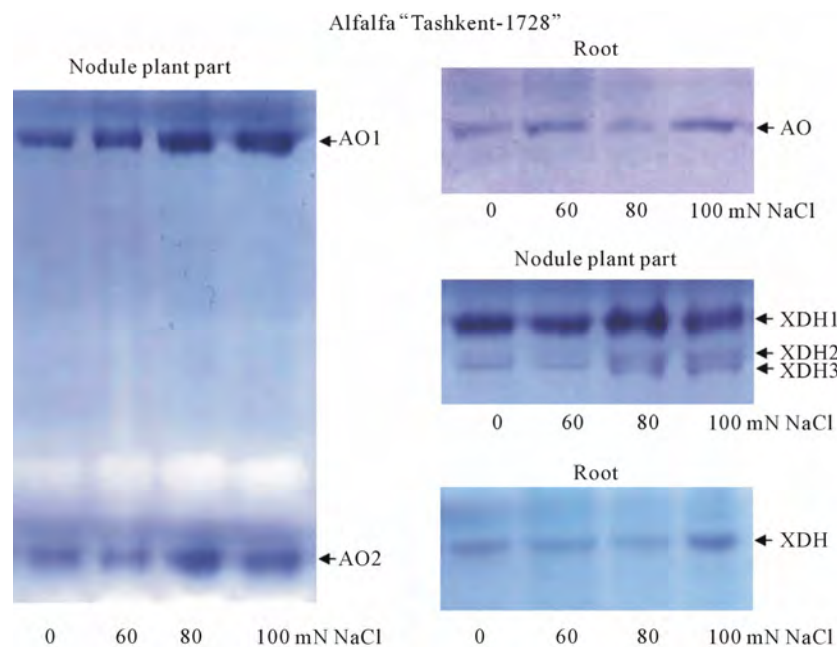 Alfalfa “Tashkent-1728”
Nodule plant part
AO1
AO2
0 60 80 100 mN NaCl
Root
AO
0 60 80 100 mN NaCl
Nodule plant part
XDH1
XDH2
XDH3
0 60 80 100 mN NaCl
Root
XDH
0 60 80 100 mN NaCl